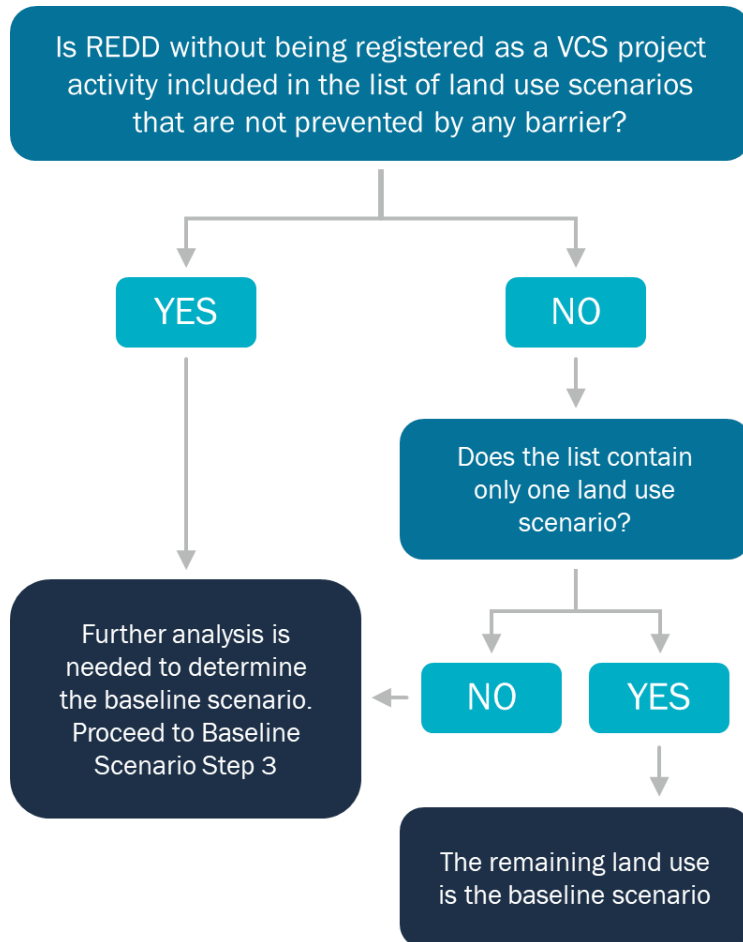 Is REDD without being registered as a VCS project
activity included in the list of land use scenarios
that are not prevented by any barrier?
YES
NO
Does the list contain
only one land use
scenario?
Further analysis is
needed to determine
the baseline scenario.
Proceed to Baseline
Scenario Step 3
NO
YES
The remaining land use
is the baseline scenario